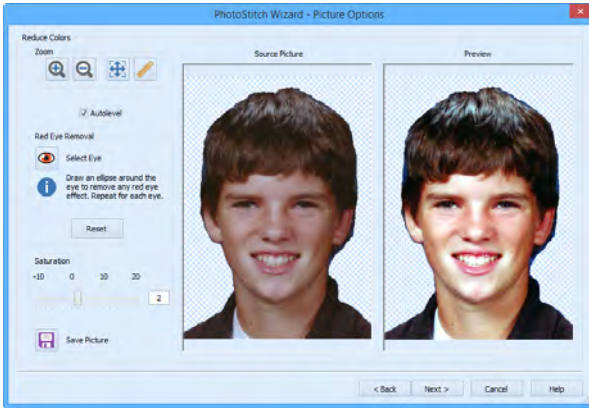 PhotoStitch Wizard - Picture Options
Reduce Colors
Zoom
Source Picture
Preview
Autolevel
Red Eye Removal
Select Eye
Draw an ellipse around the
eye to remove any red eye
effect. Repeat for each eye.
Reset
Saturation
-10 0 10 20
2
Save Picture
< Back Next > Cancel Help